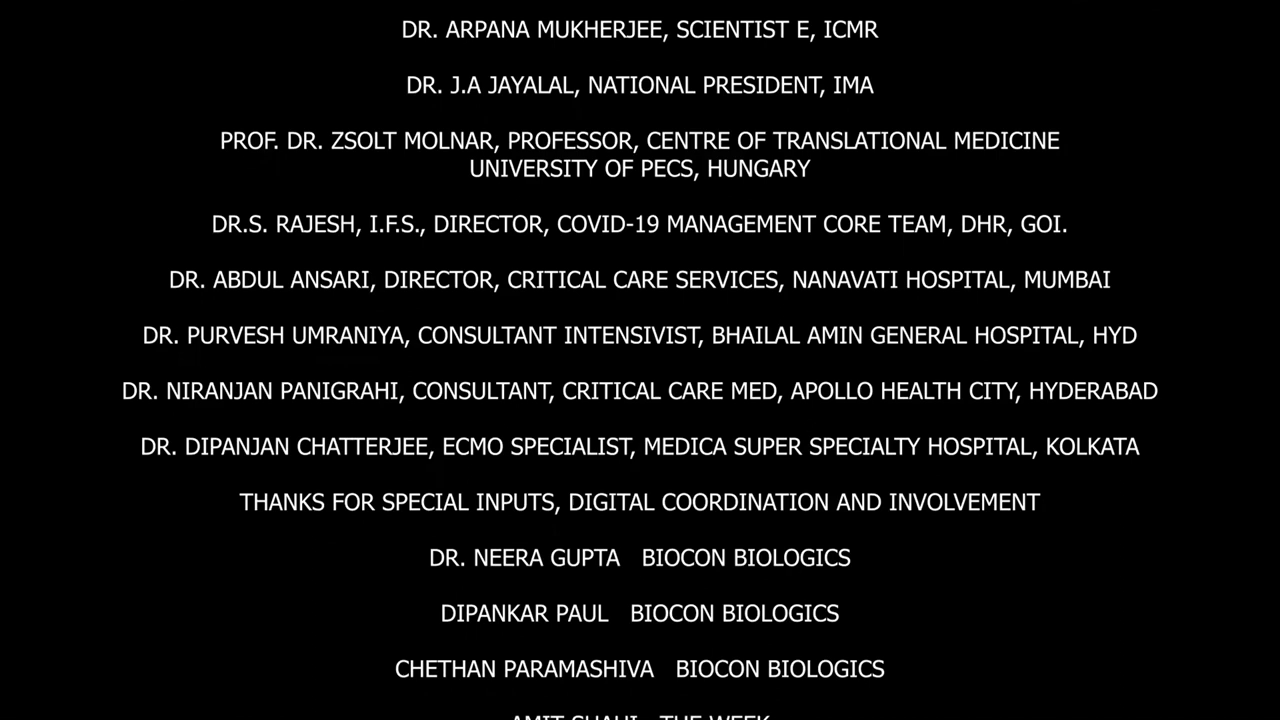 DR. ARPANA MUKHERJEE, SCIENTIST E, ICMR
DR. J.A JAYALAL, NATIONAL PRESIDENT, IMA
PROF. DR. ZSOLT MOLNAR, PROFESSOR, CENTRE OF TRANSLATIONAL MEDICINE
UNIVERSITY OF PECS, HUNGARY
DR.S. RAJESH, I.F.S., DIRECTOR, COVID-19 MANAGEMENT CORE TEAM, DHR, GOI.
DR. ABDUL ANSARI, DIRECTOR, CRITICAL CARE SERVICES, NANAVATI HOSPITAL, MUMBAI
DR. PURVESH UMRANIYA, CONSULTANT INTENSIVIST, BHAILAL AMIN GENERAL HOSPITAL, HYD
DR. NIRANJAN PANIGRAHI, CONSULTANT, CRITICAL CARE MED, APOLLO HEALTH CITY, HYDERABAD
DR. DIPANJAN CHATTERJEE, ECMO SPECIALIST, MEDICA SUPER SPECIALTY HOSPITAL, KOLKATA
THANKS FOR SPECIAL INPUTS, DIGITAL COORDINATION AND INVOLVEMENT
DR. NEERA GUPTA BIOCON BIOLOGICS
DIPANKAR PAUL BIOCON BIOLOGICS
CHETHAN PARAMASHIVA BIOCON BIOLOGICS
AMIT SHAHI THE WEEK